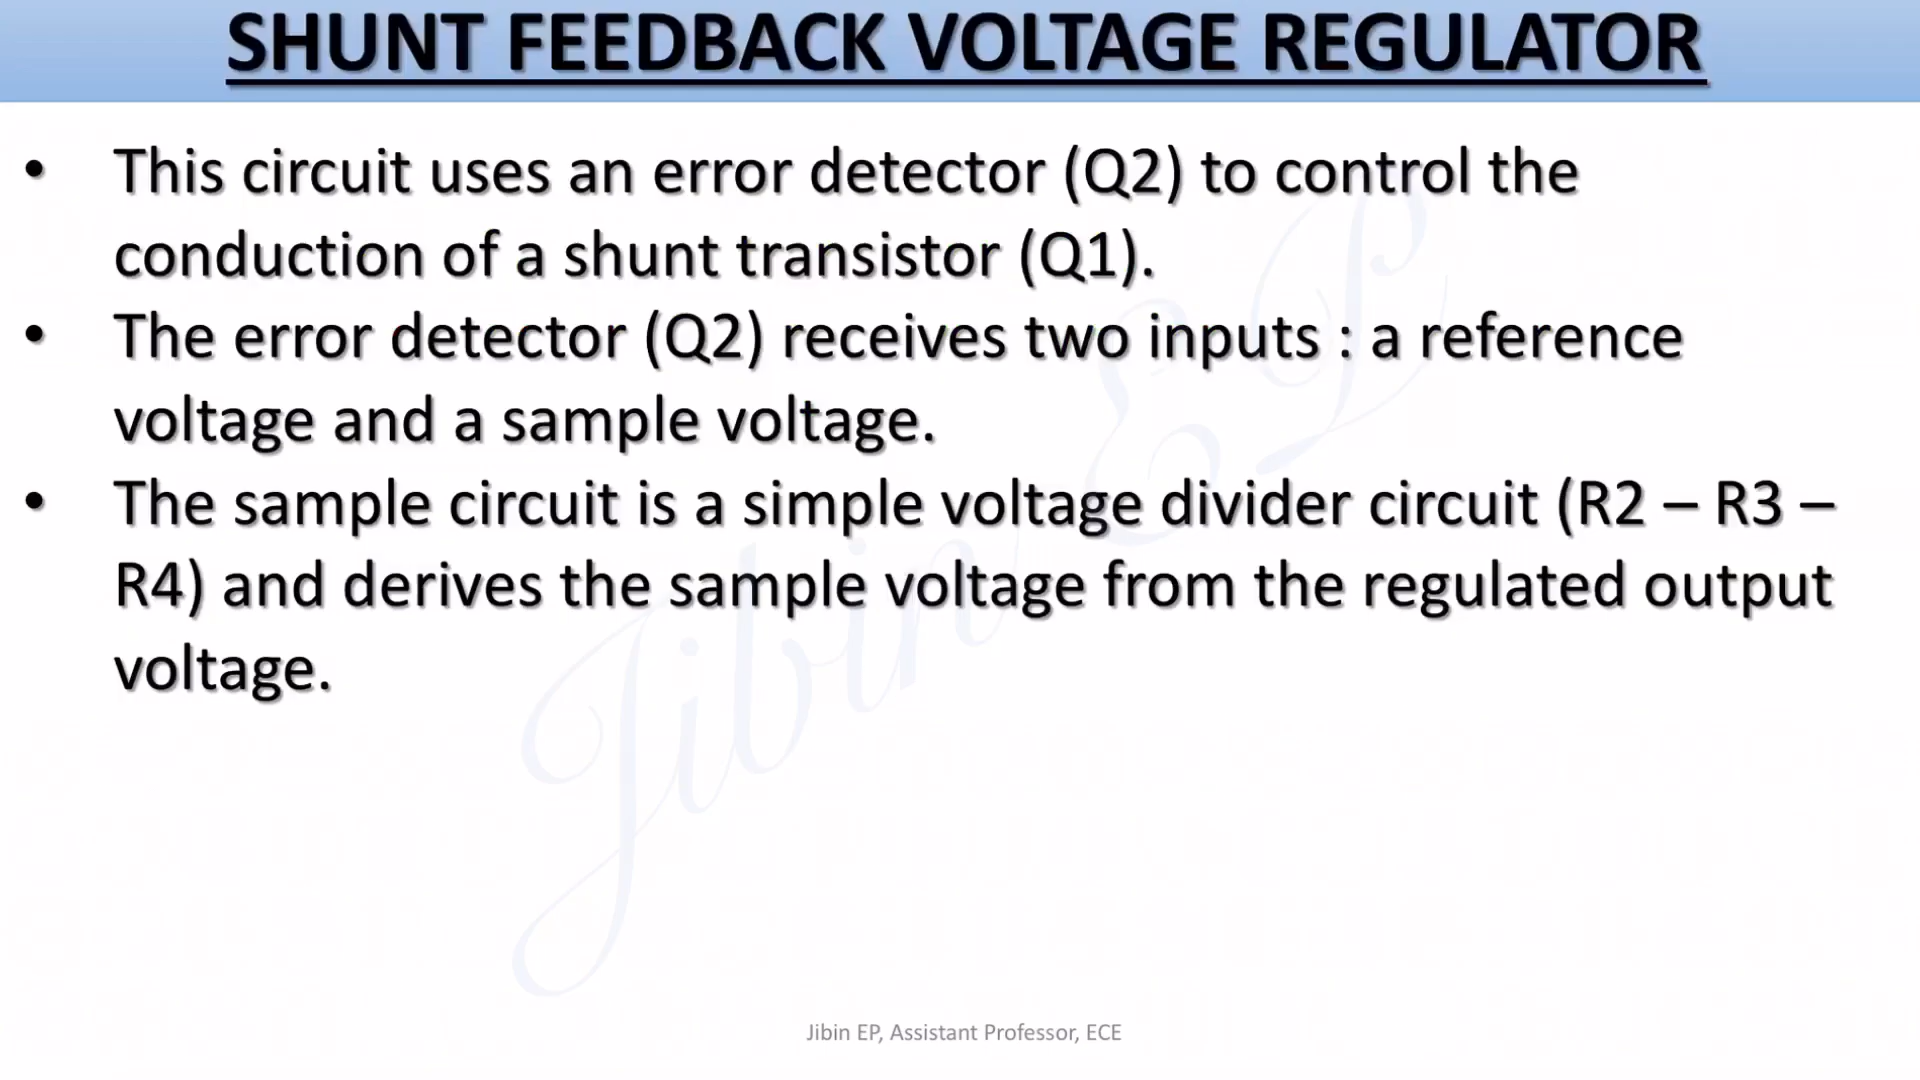 SHUNT FEEDBACK VOLTAGE REGULATOR
• This circuit uses an error detector (Q2) to control the
conduction of a shunt transistor (Q1).
• The error detector (Q2) receives two inputs : a reference
voltage and a sample voltage.
• The sample circuit is a simple voltage divider circuit (R2 – R3 –
R4) and derives the sample voltage from the regulated output
voltage.
Jibin EP
Jibin EP, Assistant Professor, ECE